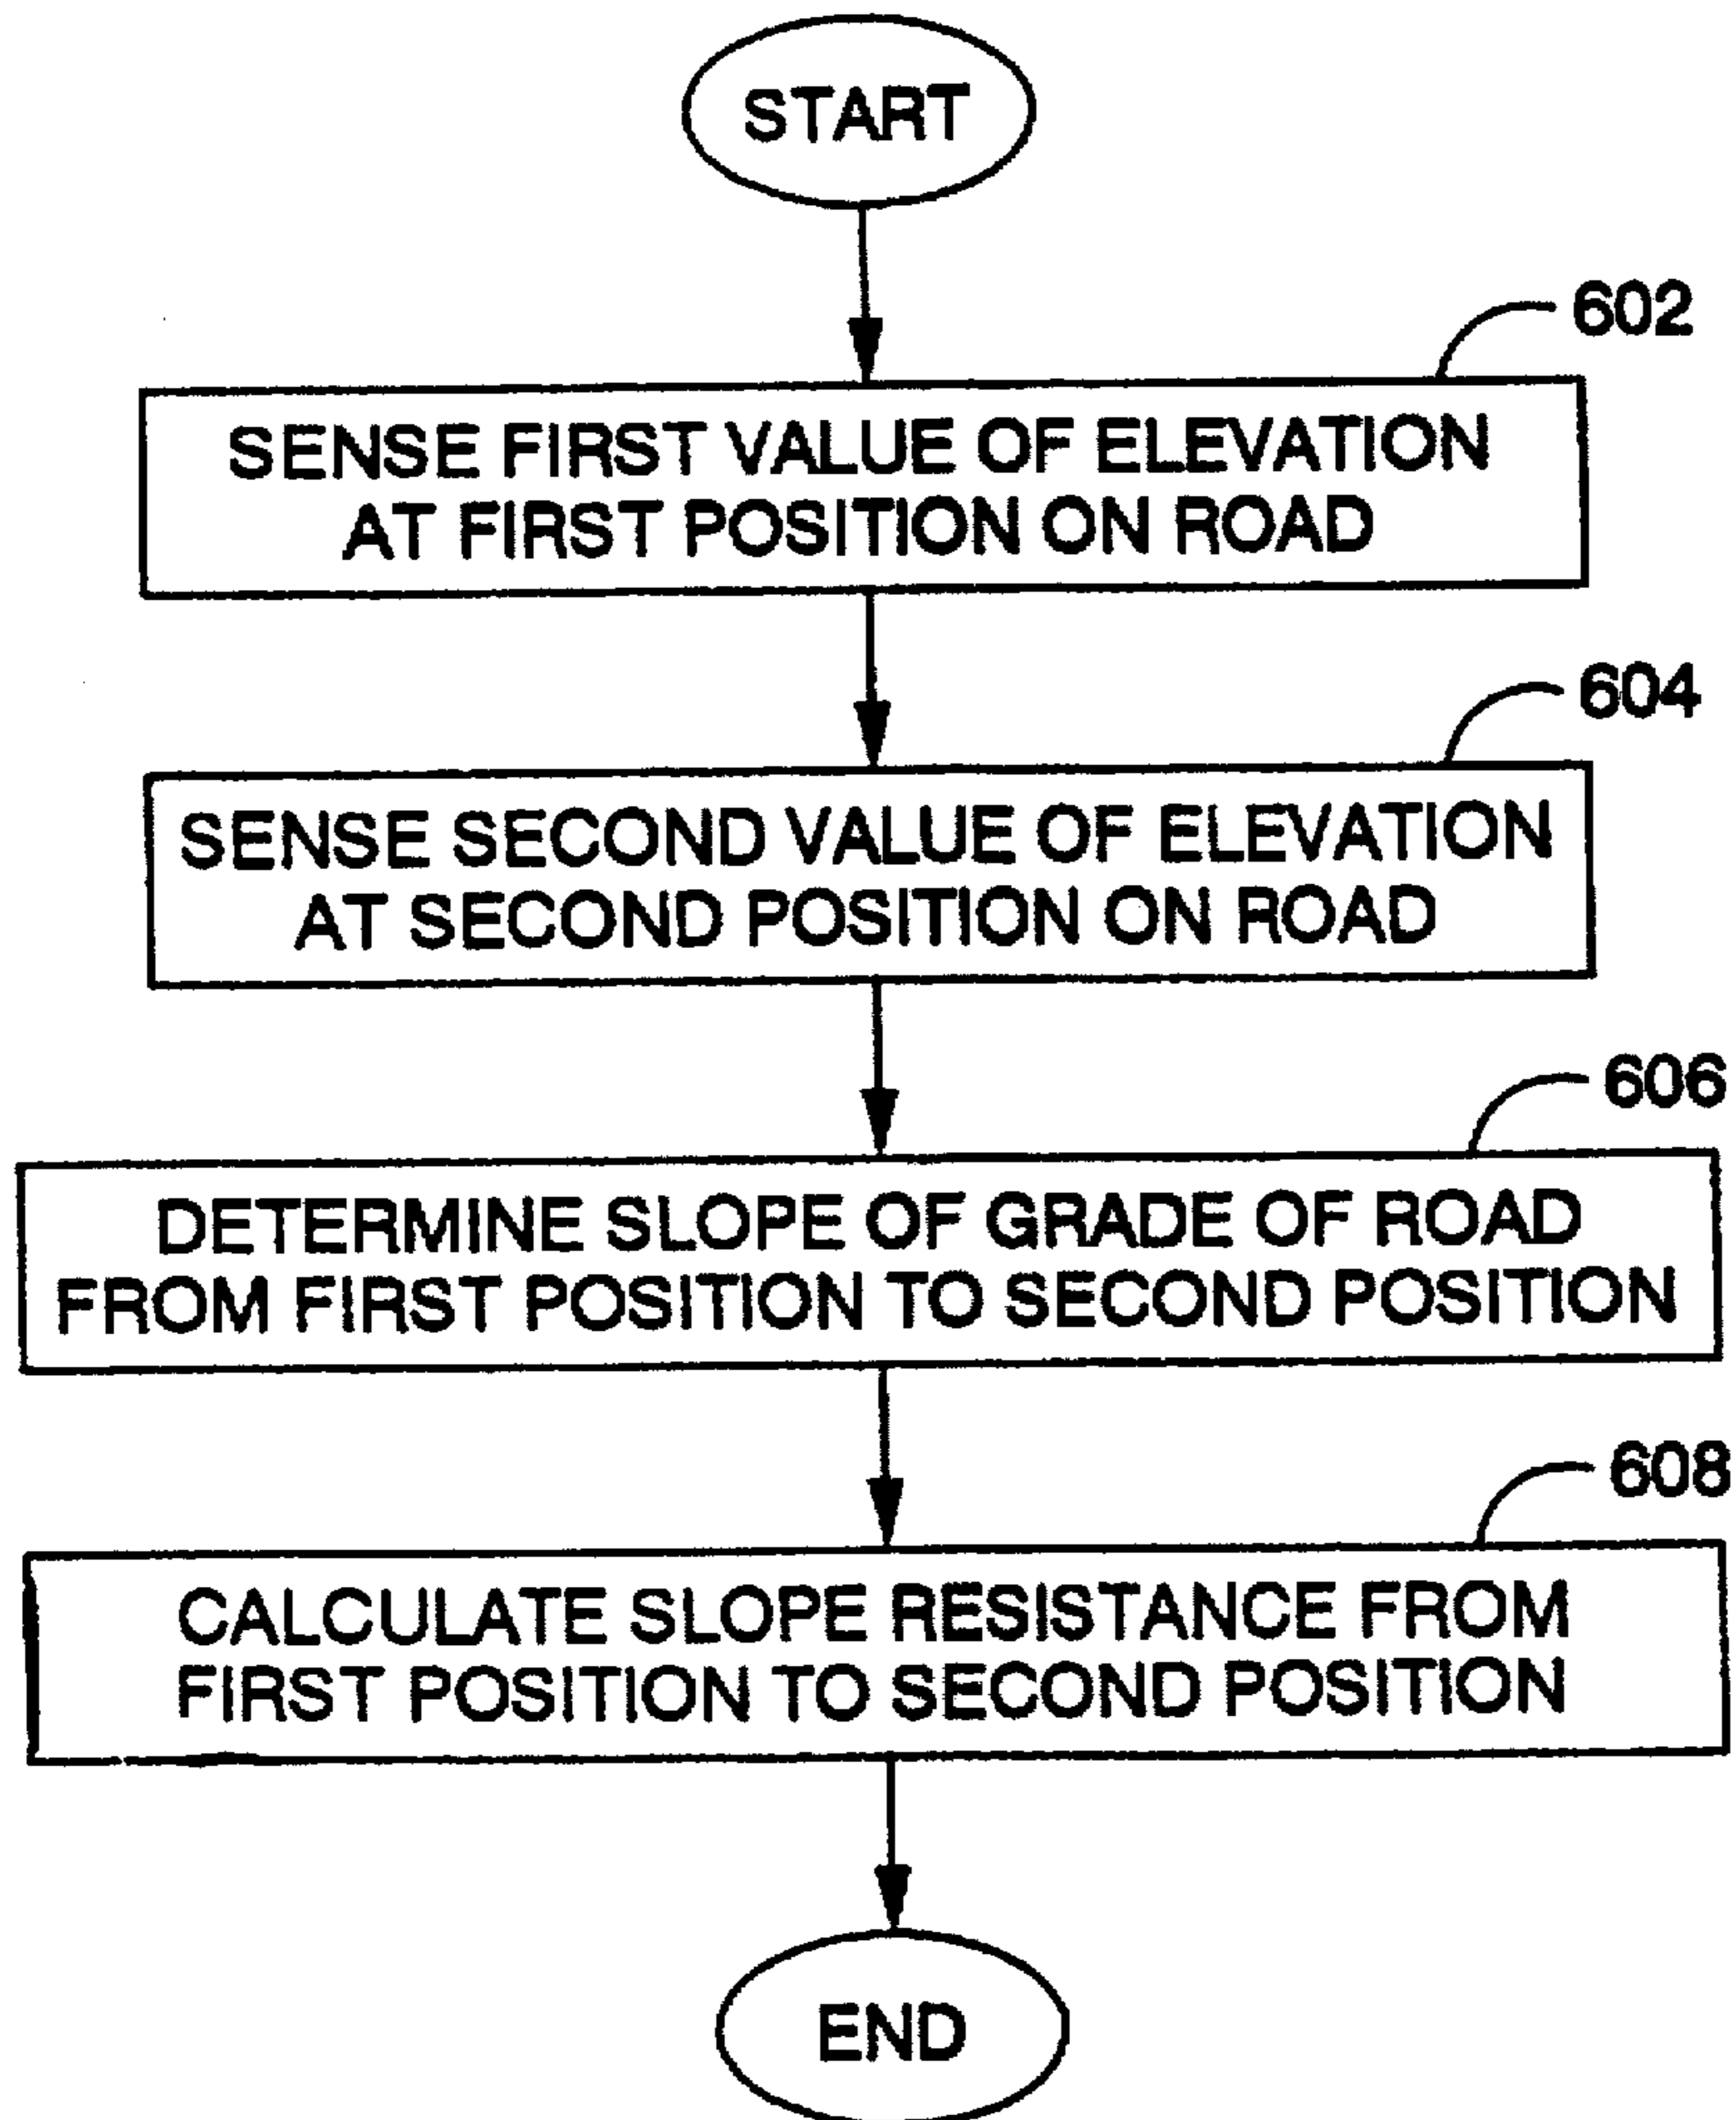 START
602
SENSE FIRST VALUE OF ELEVATION
AT FIRST POSITION ON ROAD
604
SENSE SECOND VALUE OF ELEVATION
AT SECOND POSITION ON ROAD
606
DETERMINE SLOPE OF GRADE OF ROAD
FROM FIRST POSITION TO SECOND POSITION
608
CALCULATE SLOPE RESISTANCE FROM
FIRST POSITION TO SECOND POSITION
END